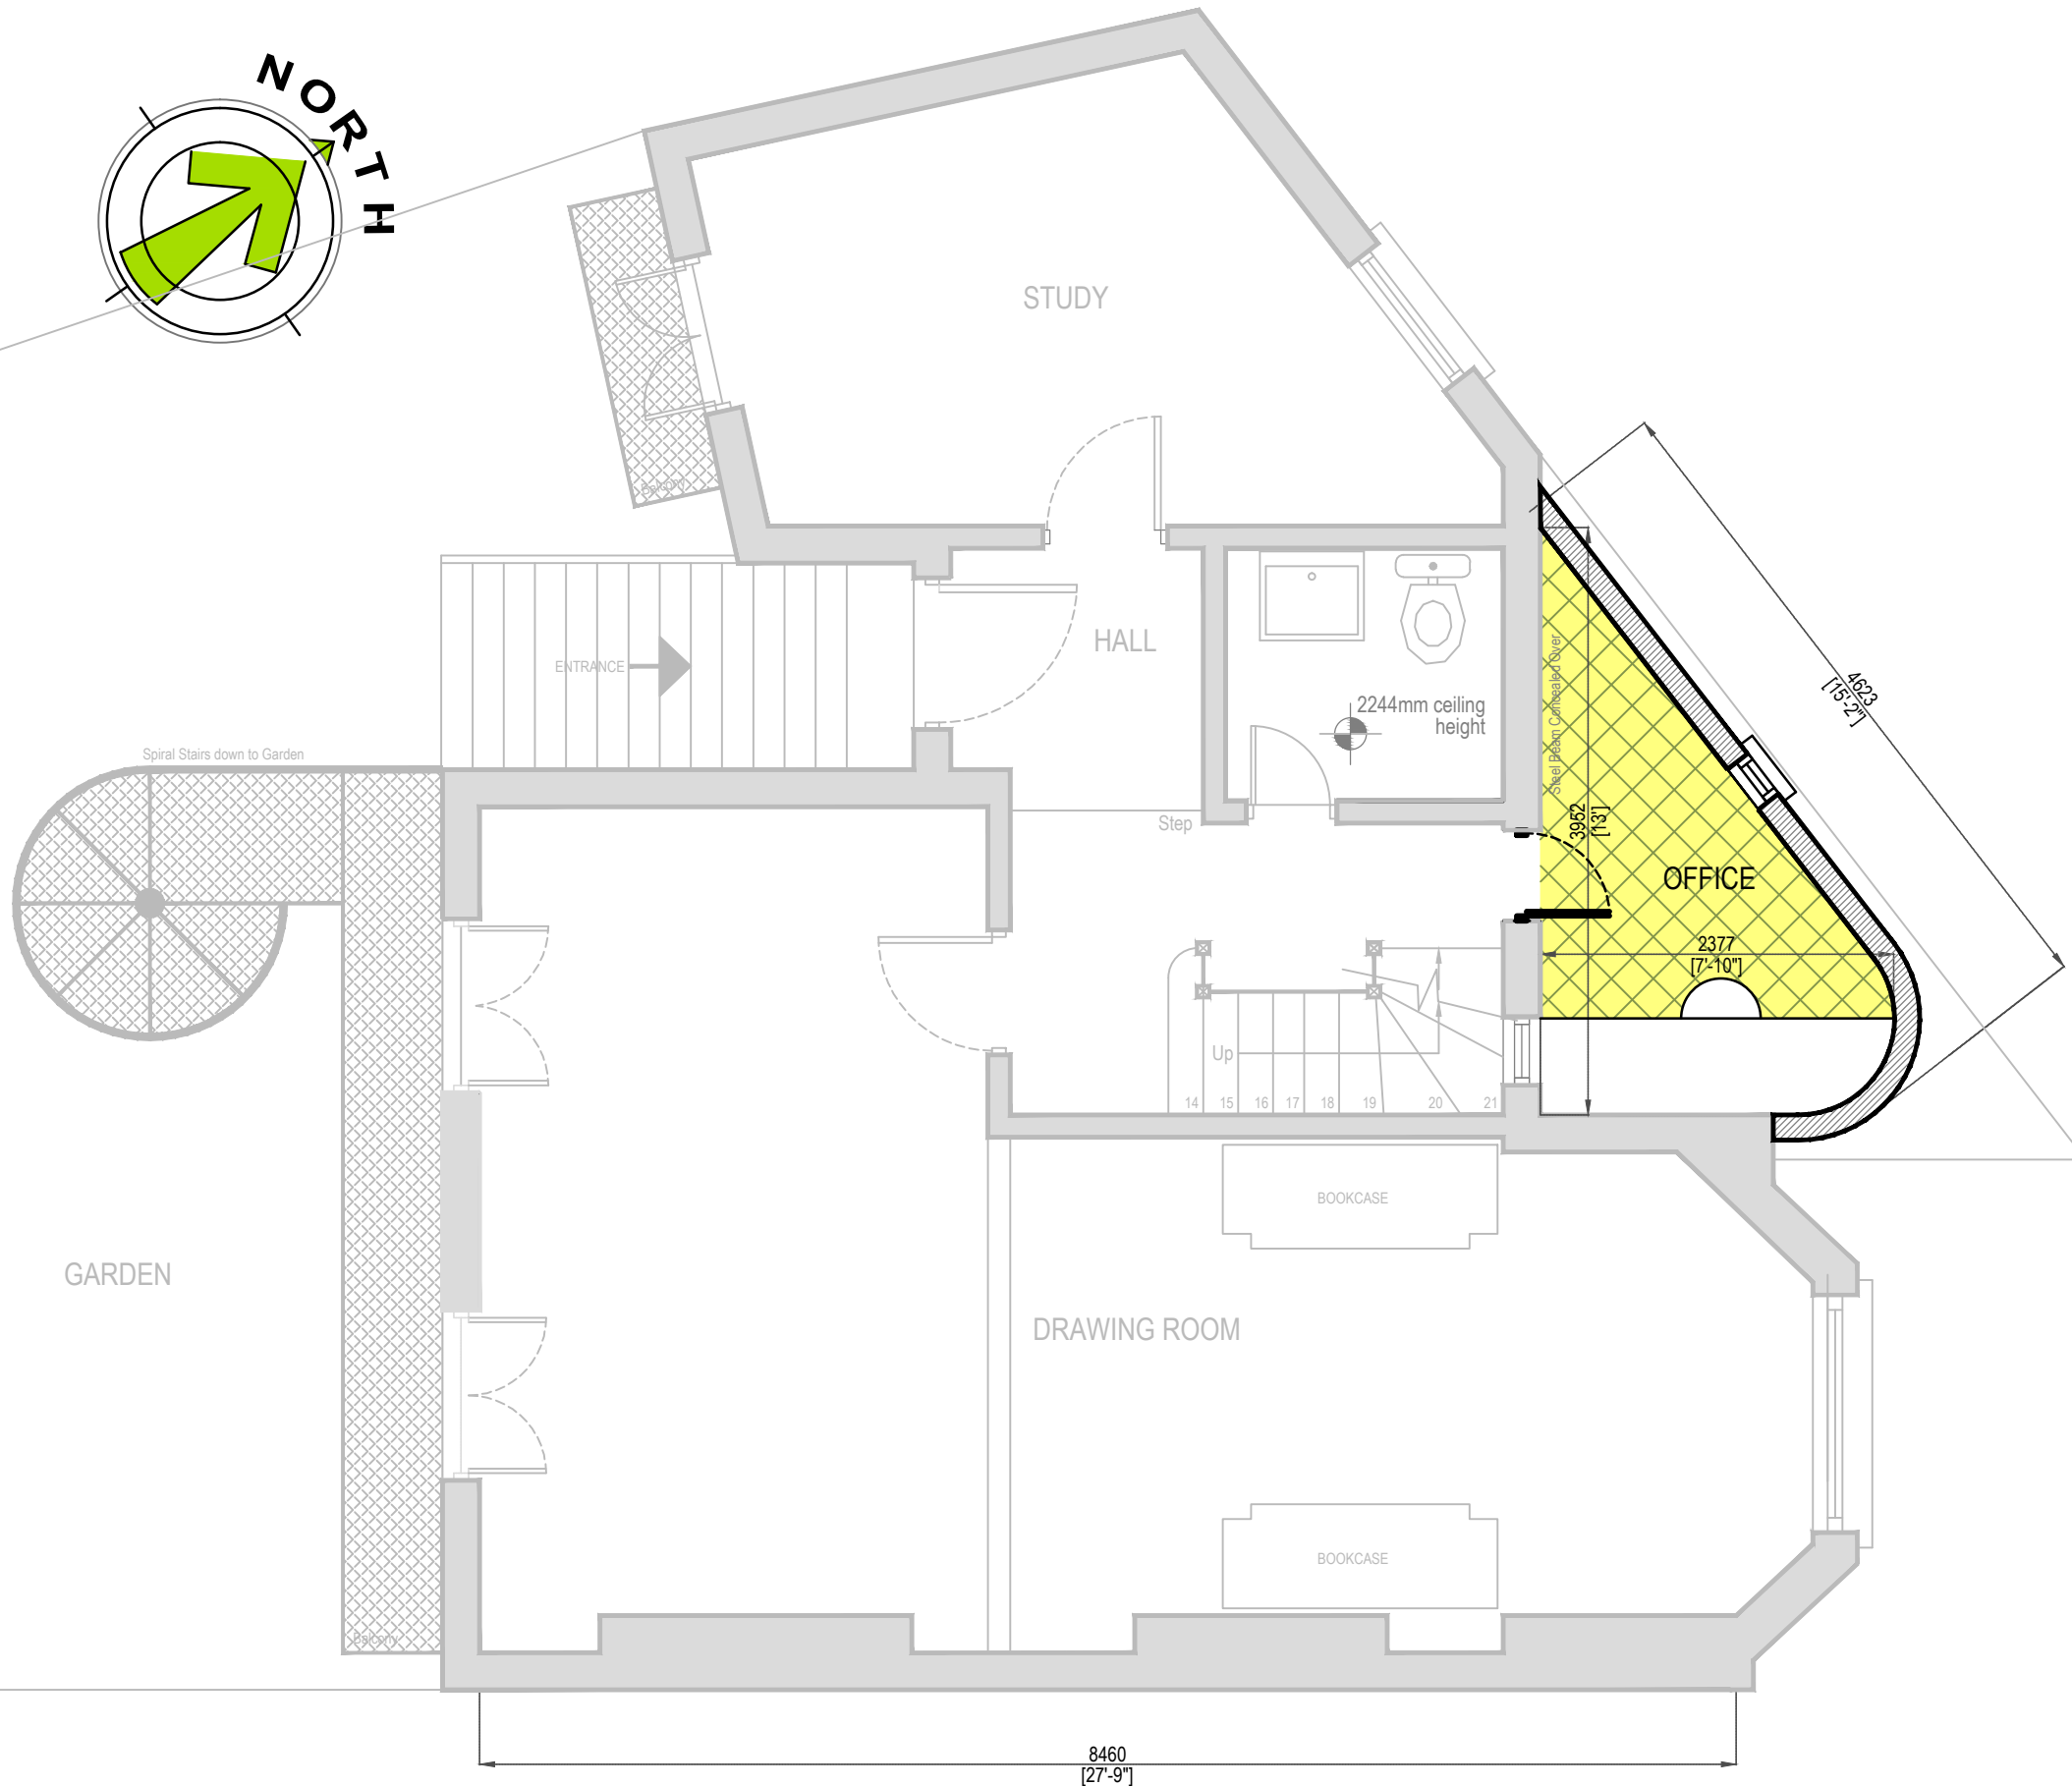 NORTH
STUDY
Balcony
HALL
ENTRANCE
2244mm ceiling
height
Steel Beam Concealed Over
4623
[15'-2"]
3952
[13']
Spiral Stairs down to Garden
Step
OFFICE
2377
[7'-10"]
Up
14 15 16 17 18 19 20 21
BOOKCASE
GARDEN
DRAWING ROOM
BOOKCASE
Balcony
8460
[27'-9"]